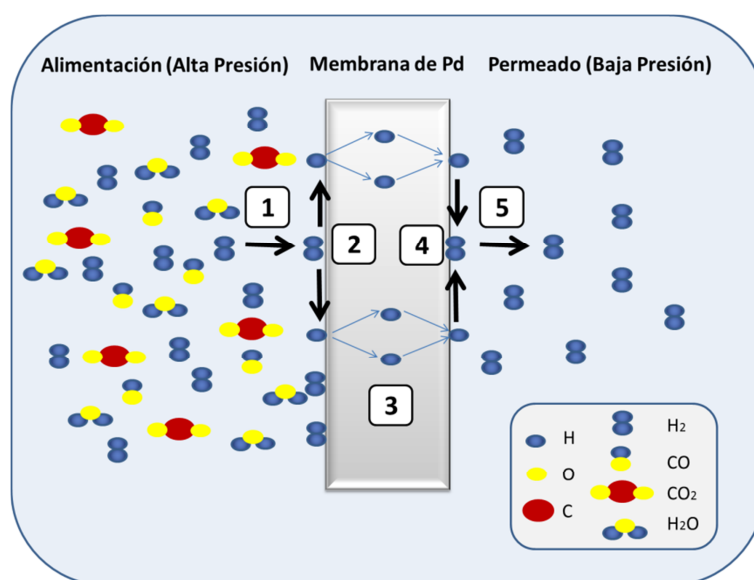 Alimentación (Alta Presión) Membrana de Pd Permeado (Baja Presión)
1
5
2
4
3
H
H2
O
CO
C
CO2
H2O